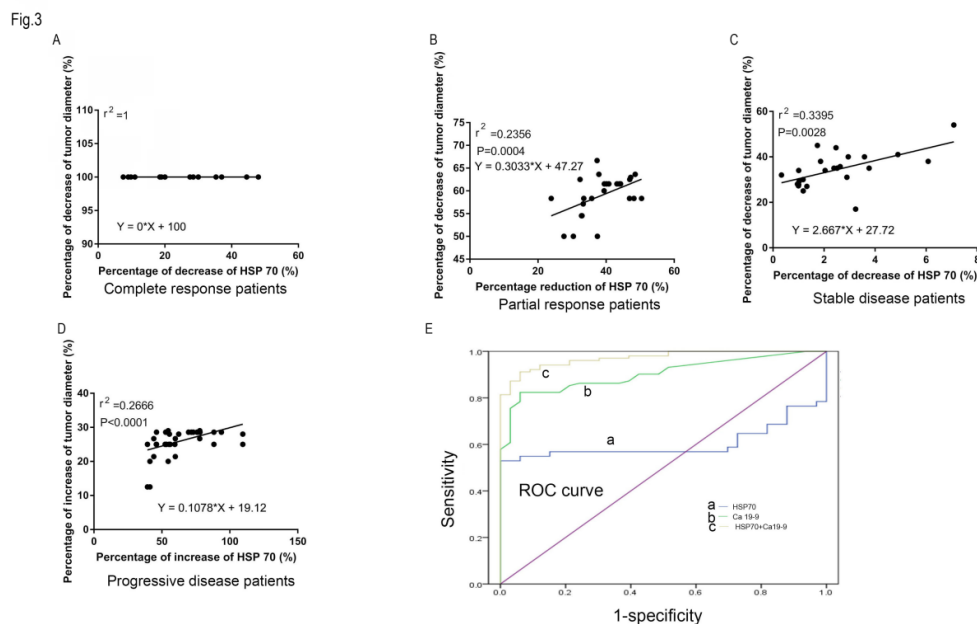 Fig.3
A
Percentage of decrease of tumor diameter (%)
110
105
100
95
90
r² =1
Y = 0*X + 100
0
20
40
60
Percentage of decrease of HSP 70 (%)
Complete response patients
B
Percentage of decrease of tumor diameter (%)
75
70
65
60
55
50
45
r² =0.2356
P=0.0004
Y = 0.3033*X + 47.27
0
20
40
60
Percentage reduction of HSP 70 (%)
Partial response patients
C
Percentage of decrease of tumor diameter (%)
60
40
20
0
r² =0.3395
P=0.0028
Y = 2.667*X + 27.72
0
2
4
6
8
Percentage of decrease of HSP 70 (%)
Stable disease patients
D
Percentage of increase of tumor diameter (%)
40
30
20
10
0
r² =0.2666
P<0.0001
Y = 0.1078*X + 19.12
0
50
100
150
Percentage of increase of HSP 70 (%)
Progressive disease patients
E
Sensitivity
1.0
0.8
0.6
0.4
0.2
0.0
c
b
a
ROC curve
a HSP70
b Ca 19-9
c HSP70+Ca19-9
0.0
0.2
0.4
0.6
0.8
1.0
1-specificity